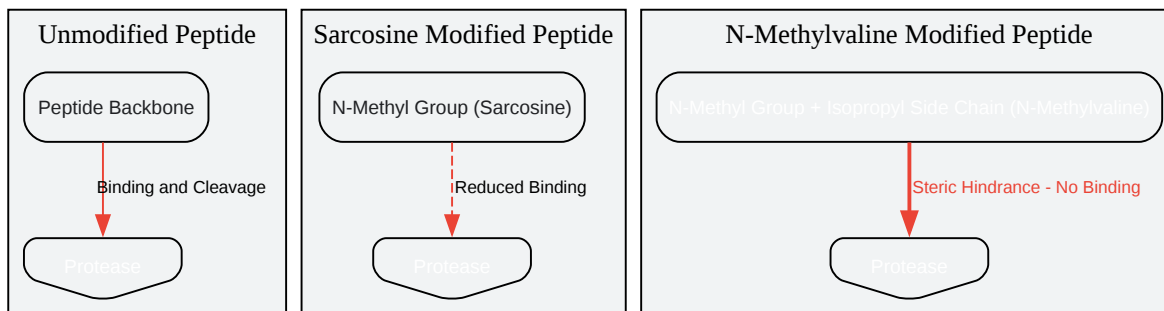 Unmodified Peptide
Peptide Backbone
Binding and Cleavage
Protease
Sarcosine Modified Peptide
N-Methyl Group (Sarcosine)
Reduced Binding
Protease
N-Methylvaline Modified Peptide
N-Methyl Group + Isopropyl Side Chain (N-Methylvaline)
Steric Hindrance - No Binding
Protease